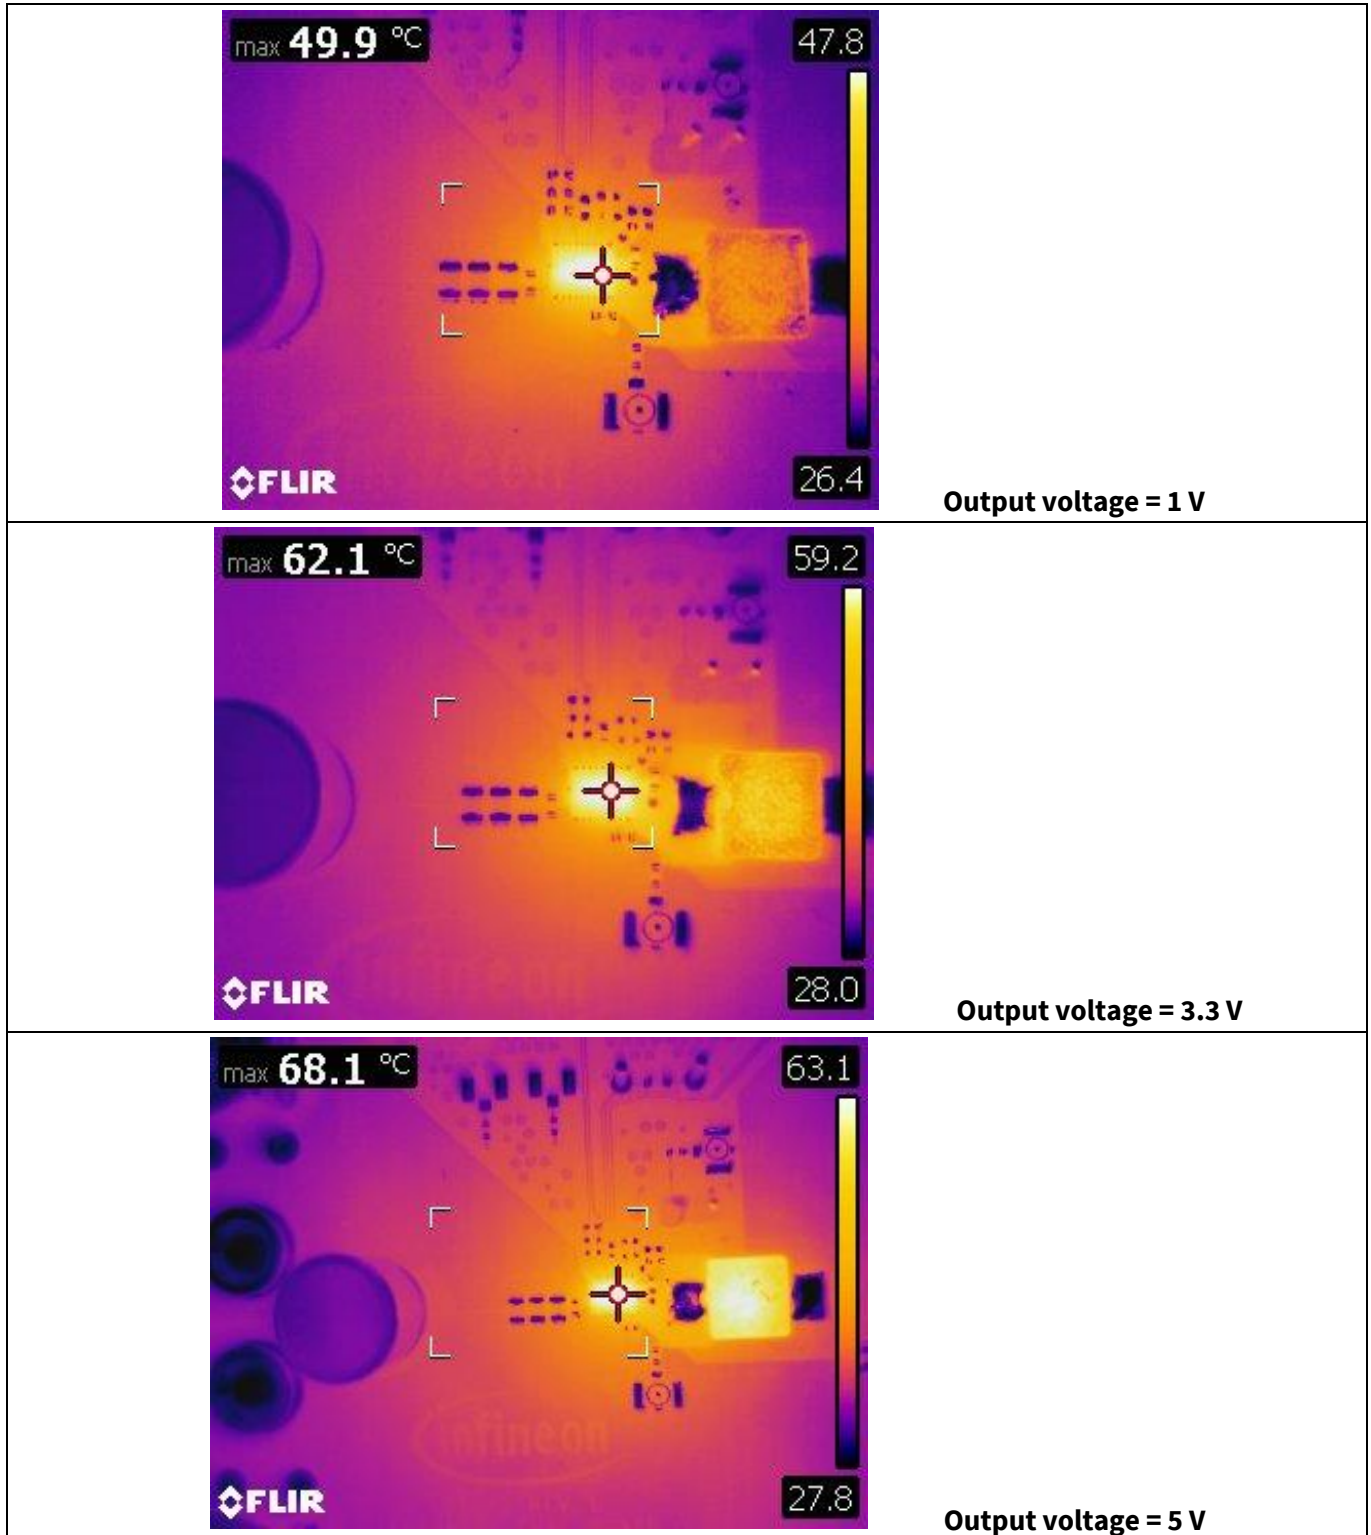 max 49.9 °C
47.8
26.4
FLIR
Output voltage = 1 V
max 62.1 °C
59.2
infineon
28.0
FLIR
Output voltage = 3.3 V
max 68.1 °C
63.1
infineon
27.8
FLIR
Output voltage = 5 V